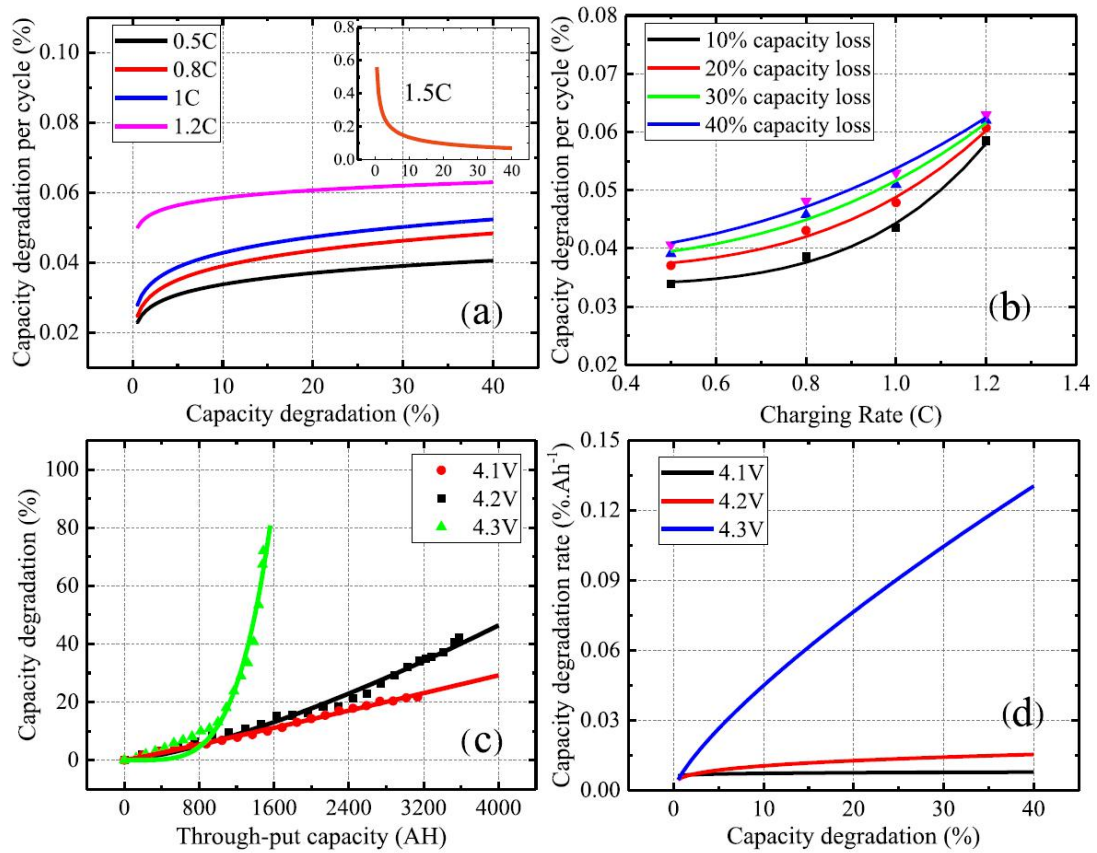 Capacity degradation per cycle (%)
0.10
0.08
0.06
0.04
0.02
0.5C
0.8C
1C
1.2C
0.8
0.6
0.4
0.2
0.0
1.5C
0 10 20 30 40
(a)
0 10 20 30 40
Capacity degradation (%)
Capacity degradation per cycle (%)
0.08
0.07
0.06
0.05
0.04
0.03
0.02
10% capacity loss
20% capacity loss
30% capacity loss
40% capacity loss
(b)
0.4 0.6 0.8 1.0 1.2 1.4
Charging Rate (C)
Capacity degradation (%)
100
80
60
40
20
0
4.1V
4.2V
4.3V
(c)
0 800 1600 2400 3200 4000
Through-put capacity (AH)
Capacity degradation rate (%.Ah⁻¹)
0.15
0.12
0.09
0.06
0.03
0.00
4.1V
4.2V
4.3V
(d)
0 10 20 30 40
Capacity degradation (%)